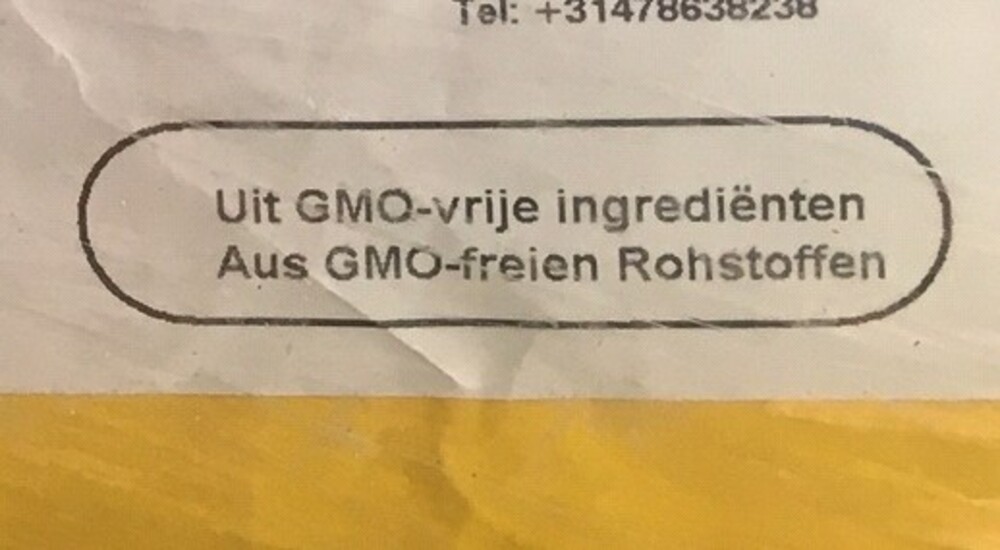 Tel: +31478638238
Uit GMO-vrije ingrediënten
Aus GMO-freien Rohstoffen